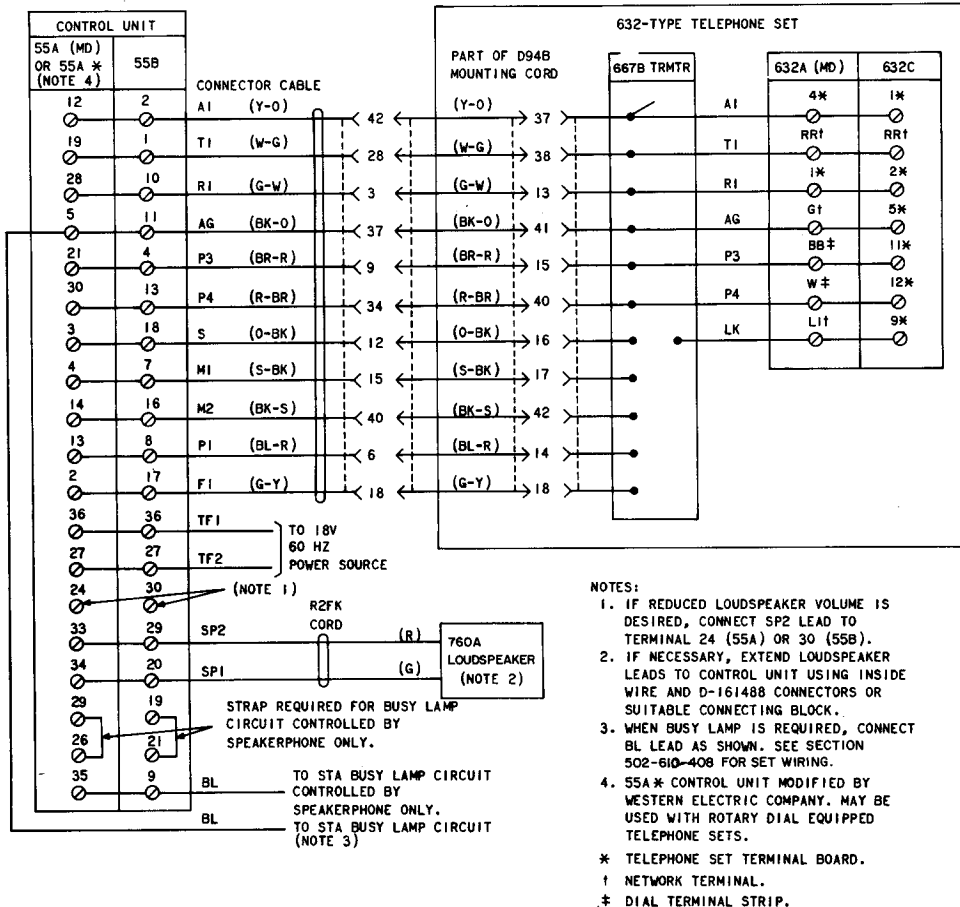 CONTROL UNIT
632-TYPE TELEPHONE SET
55A (MD)
OR 55A *
(NOTE 4)
55B
CONNECTOR CABLE
PART OF D94B
MOUNTING CORD
667B TRMTR
632A (MD)
632C
12 2 A1 (Y-O) 42 (Y-O) 37 A1 4* 1*
19 1 T1 (W-G) 28 (W-G) 38 T1 RR† RR†
28 10 R1 (G-W) 3 (G-W) 13 R1 1* 2*
5 11 AG (BK-O) 37 (BK-O) 41 AG G† 5*
21 4 P3 (BR-R) 9 (BR-R) 15 P3 BB‡ 11*
30 13 P4 (R-BR) 34 (R-BR) 40 P4 W‡ 12*
3 18 S (O-BK) 12 (O-BK) 16 LK L1† 9*
4 7 M1 (S-BK) 15 (S-BK) 17
14 16 M2 (BK-S) 40 (BK-S) 42
13 8 P1 (BL-R) 6 (BL-R) 14
2 17 F1 (G-Y) 18 (G-Y) 18
36 36 TF1
27 27 TF2
TO 18V
60 HZ
POWER SOURCE
24 30 (NOTE 1)
33 29 SP2
R2FK
CORD
(R)
34 20 SP1 (G)
760A
LOUDSPEAKER
(NOTE 2)
29 19
26 21
STRAP REQUIRED FOR BUSY LAMP
CIRCUIT CONTROLLED BY
SPEAKERPHONE ONLY.
35 9 BL
TO STA BUSY LAMP CIRCUIT
CONTROLLED BY
SPEAKERPHONE ONLY.
BL
TO STA BUSY LAMP CIRCUIT
(NOTE 3)
NOTES:
1. IF REDUCED LOUDSPEAKER VOLUME IS
DESIRED, CONNECT SP2 LEAD TO
TERMINAL 24 (55A) OR 30 (55B).
2. IF NECESSARY, EXTEND LOUDSPEAKER
LEADS TO CONTROL UNIT USING INSIDE
WIRE AND D-161488 CONNECTORS OR
SUITABLE CONNECTING BLOCK.
3. WHEN BUSY LAMP IS REQUIRED, CONNECT
BL LEAD AS SHOWN. SEE SECTION
502-610-408 FOR SET WIRING.
4. 55A* CONTROL UNIT MODIFIED BY
WESTERN ELECTRIC COMPANY. MAY BE
USED WITH ROTARY DIAL EQUIPPED
TELEPHONE SETS.
* TELEPHONE SET TERMINAL BOARD.
† NETWORK TERMINAL.
‡ DIAL TERMINAL STRIP.